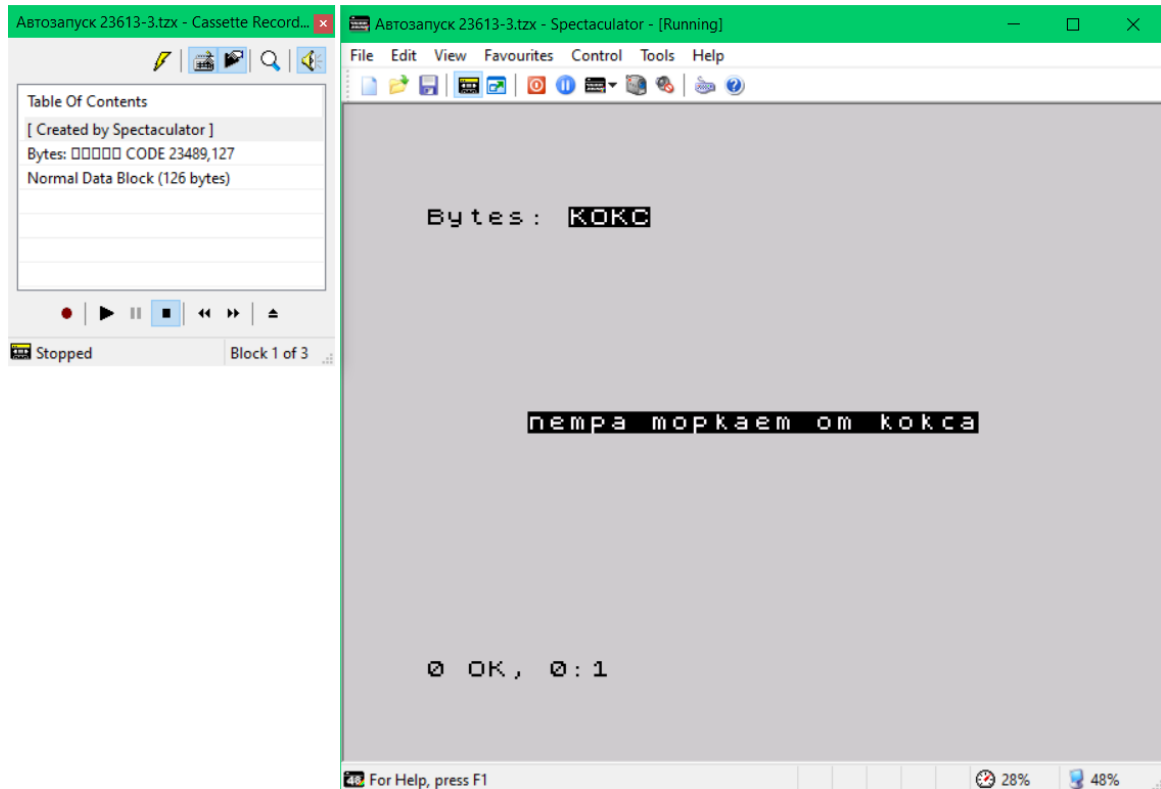 Автозапуск 23613-3.tzx - Cassette Record...
Table Of Contents
[ Created by Spectaculator ]
Bytes: □□□□□ CODE 23489,127
Normal Data Block (126 bytes)
Stopped
Block 1 of 3
Автозапуск 23613-3.tzx - Spectaculator - [Running]
File Edit View Favourites Control Tools Help
Bytes: КОКС
петра торкает от кокса
0 OK, 0:1
48 For Help, press F1
28%
48%